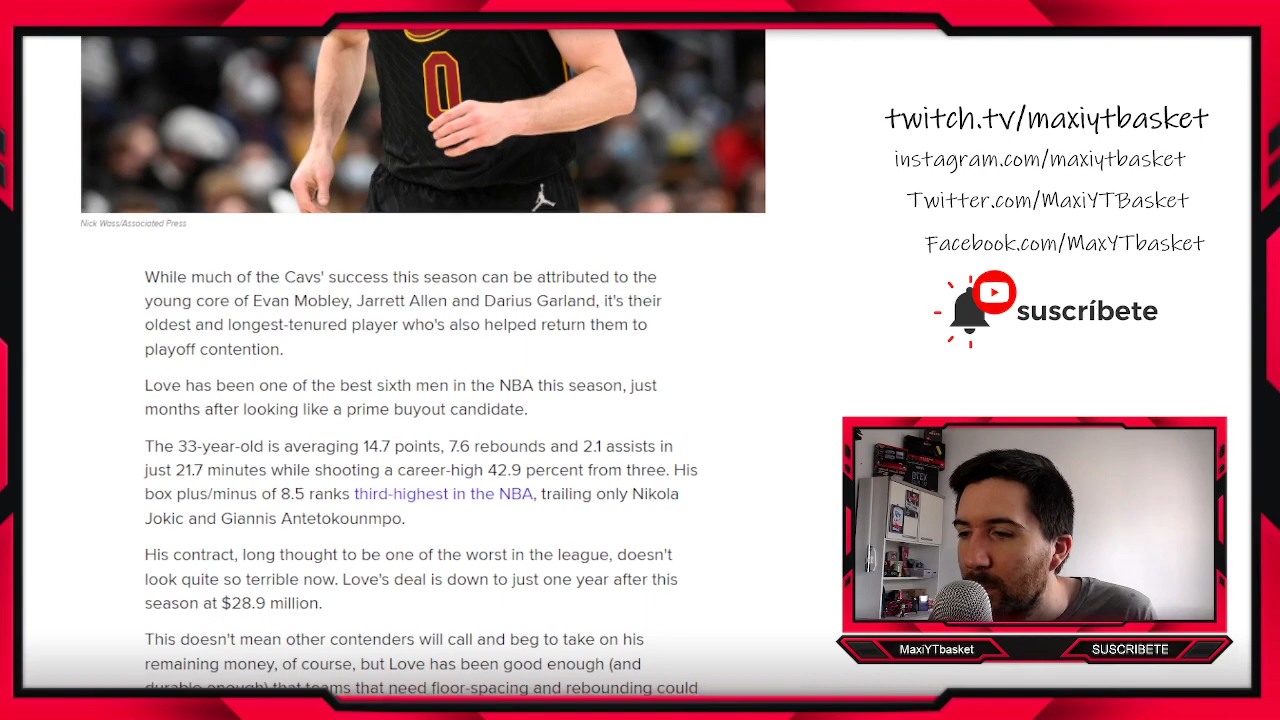 0
Nick Wass/Associated Press
While much of the Cavs' success this season can be attributed to the
young core of Evan Mobley, Jarrett Allen and Darius Garland, it's their
oldest and longest-tenured player who's also helped return them to
playoff contention.
Love has been one of the best sixth men in the NBA this season, just
months after looking like a prime buyout candidate.
The 33-year-old is averaging 14.7 points, 7.6 rebounds and 2.1 assists in
just 21.7 minutes while shooting a career-high 42.9 percent from three. His
box plus/minus of 8.5 ranks third-highest in the NBA, trailing only Nikola
Jokic and Giannis Antetokounmpo.
His contract, long thought to be one of the worst in the league, doesn't
look quite so terrible now. Love's deal is down to just one year after this
season at $28.9 million.
This doesn't mean other contenders will call and beg to take on his
remaining money, of course, but Love has been good enough (and
durable enough) that teams that need floor-spacing and rebounding could
twitch.tv/maxiytbasket
instagram.com/maxiytbasket
Twitter.com/MaxiYTBasket
Facebook.com/MaxYTbasket
suscríbete
MaxiYTbasket
SUSCRIBETE